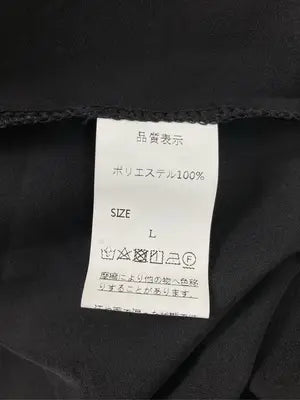 品質表示
ポリエステル100%
SIZE
L
摩擦により他の物へ色移
りすることがあります